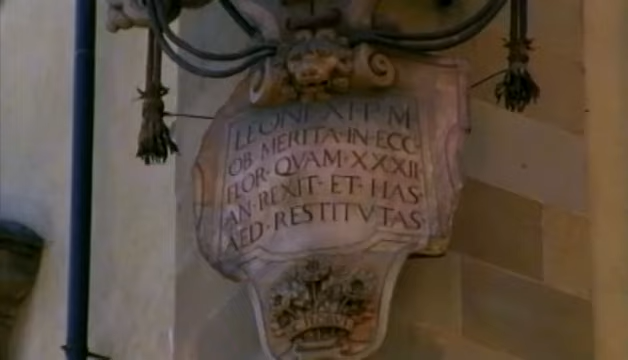 LEONI·XI·P·M
OB MERITA·IN·ECC·
FLOR·QVAM·XXXII·
AN·REXIT·ET·HAS·
AED·RESTITVTAS·